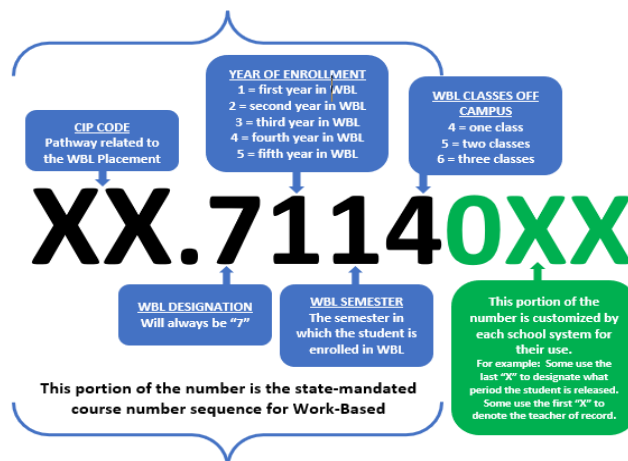 YEAR OF ENROLLMENT
1 = first year in WBL
2 = second year in WBL
3 = third year in WBL
4 = fourth year in WBL
5 = fifth year in WBL
WBL CLASSES OFF
CAMPUS
4 = one class
5 = two classes
6 = three classes
CIP CODE
Pathway related to
the WBL Placement
XX.71140XX
WBL DESIGNATION
Will always be “7”
WBL SEMESTER
The semester in
which the student is
enrolled in WBL
This portion of the
number is customized by
each school system for
their use.
For example: Some use the
last “X” to designate what
period the student is released.
Some use the first “X” to
denote the teacher of record.
This portion of the number is the state-mandated
course number sequence for Work-Based